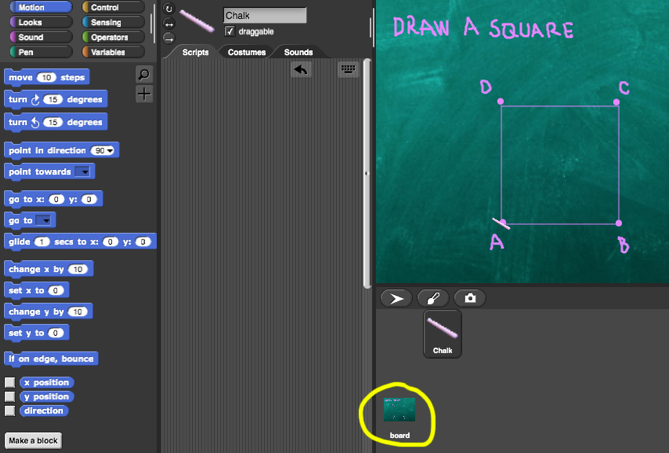 Motion
Control
Looks
Sensing
Sound
Operators
Pen
Variables
move 10 steps
turn 15 degrees
turn 15 degrees
point in direction 90
point towards
go to x: 0 y: 0
go to
glide 1 secs to x: 0 y: 0
change x by 10
set x to 0
change y by 10
set y to 0
if on edge, bounce
x position
y position
direction
Make a block
Chalk
draggable
Scripts
Costumes
Sounds
DRAW A SQUARE
D
C
A
B
Chalk
board